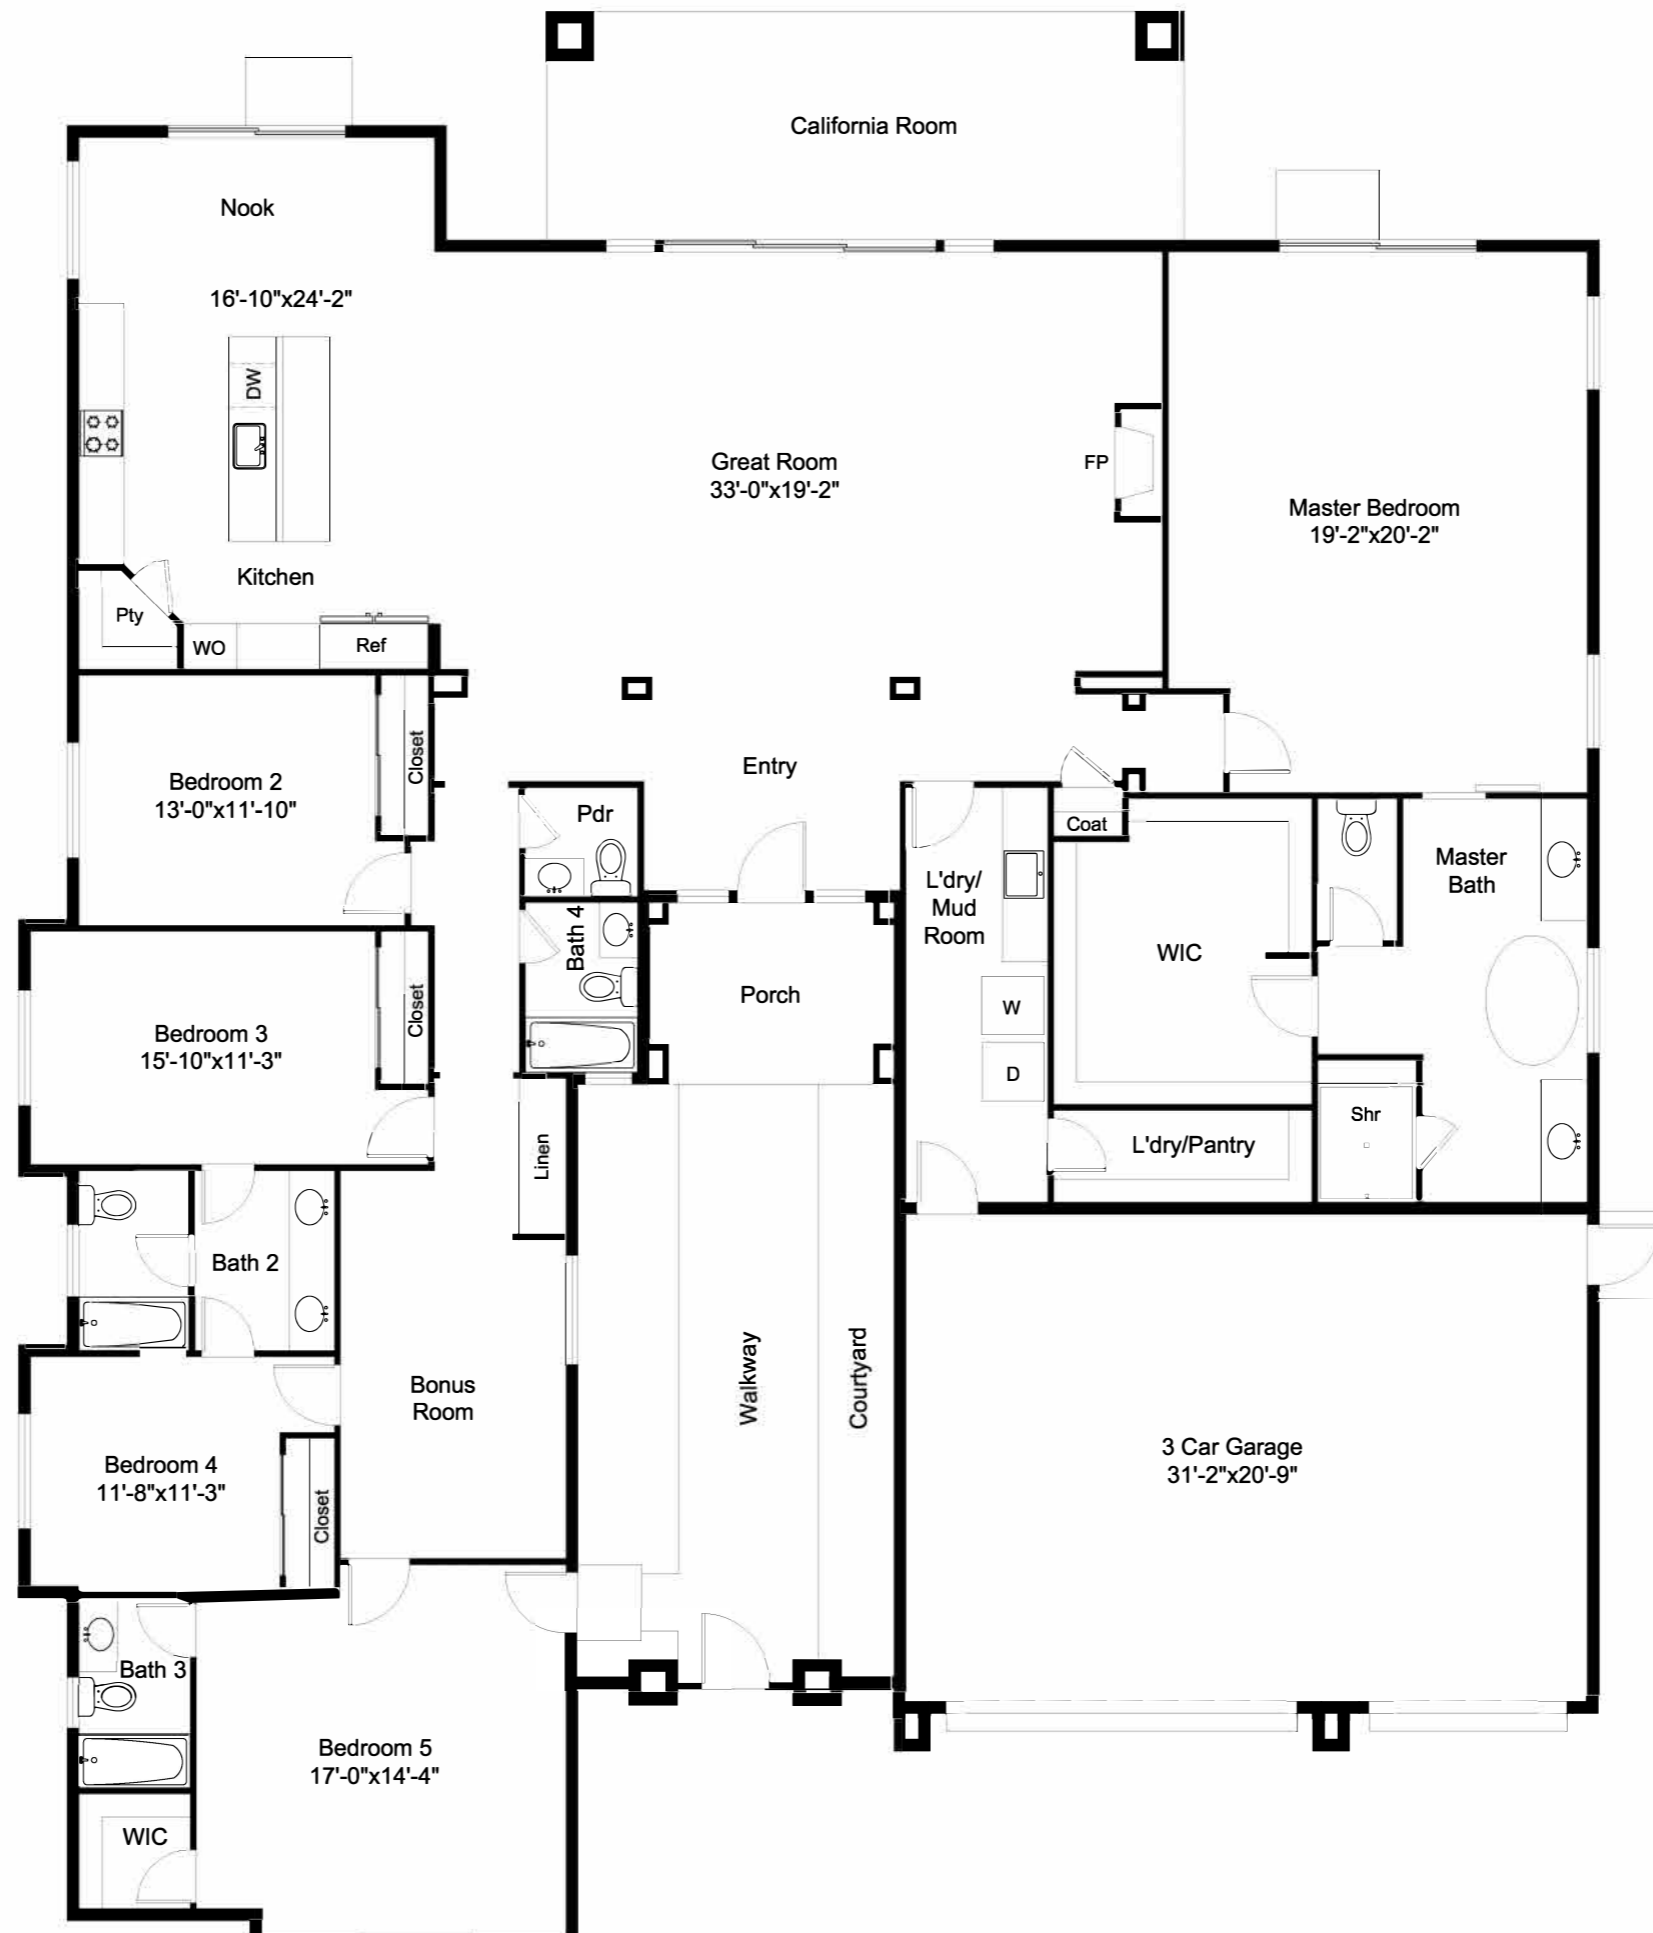 California Room
Nook
16'-10"x24'-2"
DW
Great Room
33'-0"x19'-2"
FP
Master Bedroom
19'-2"x20'-2"
Kitchen
Pty
WO
Ref
Bedroom 2
13'-0"x11'-10"
Closet
Entry
Pdr
Coat
L'dry/
Mud
Room
Master
Bath
Bath 4
WIC
Porch
W
D
Bedroom 3
15'-10"x11'-3"
Closet
Shr
L'dry/Pantry
Linen
Bath 2
Walkway
Courtyard
Bonus
Room
Bedroom 4
11'-8"x11'-3"
Closet
3 Car Garage
31'-2"x20'-9"
Bath 3
Bedroom 5
17'-0"x14'-4"
WIC